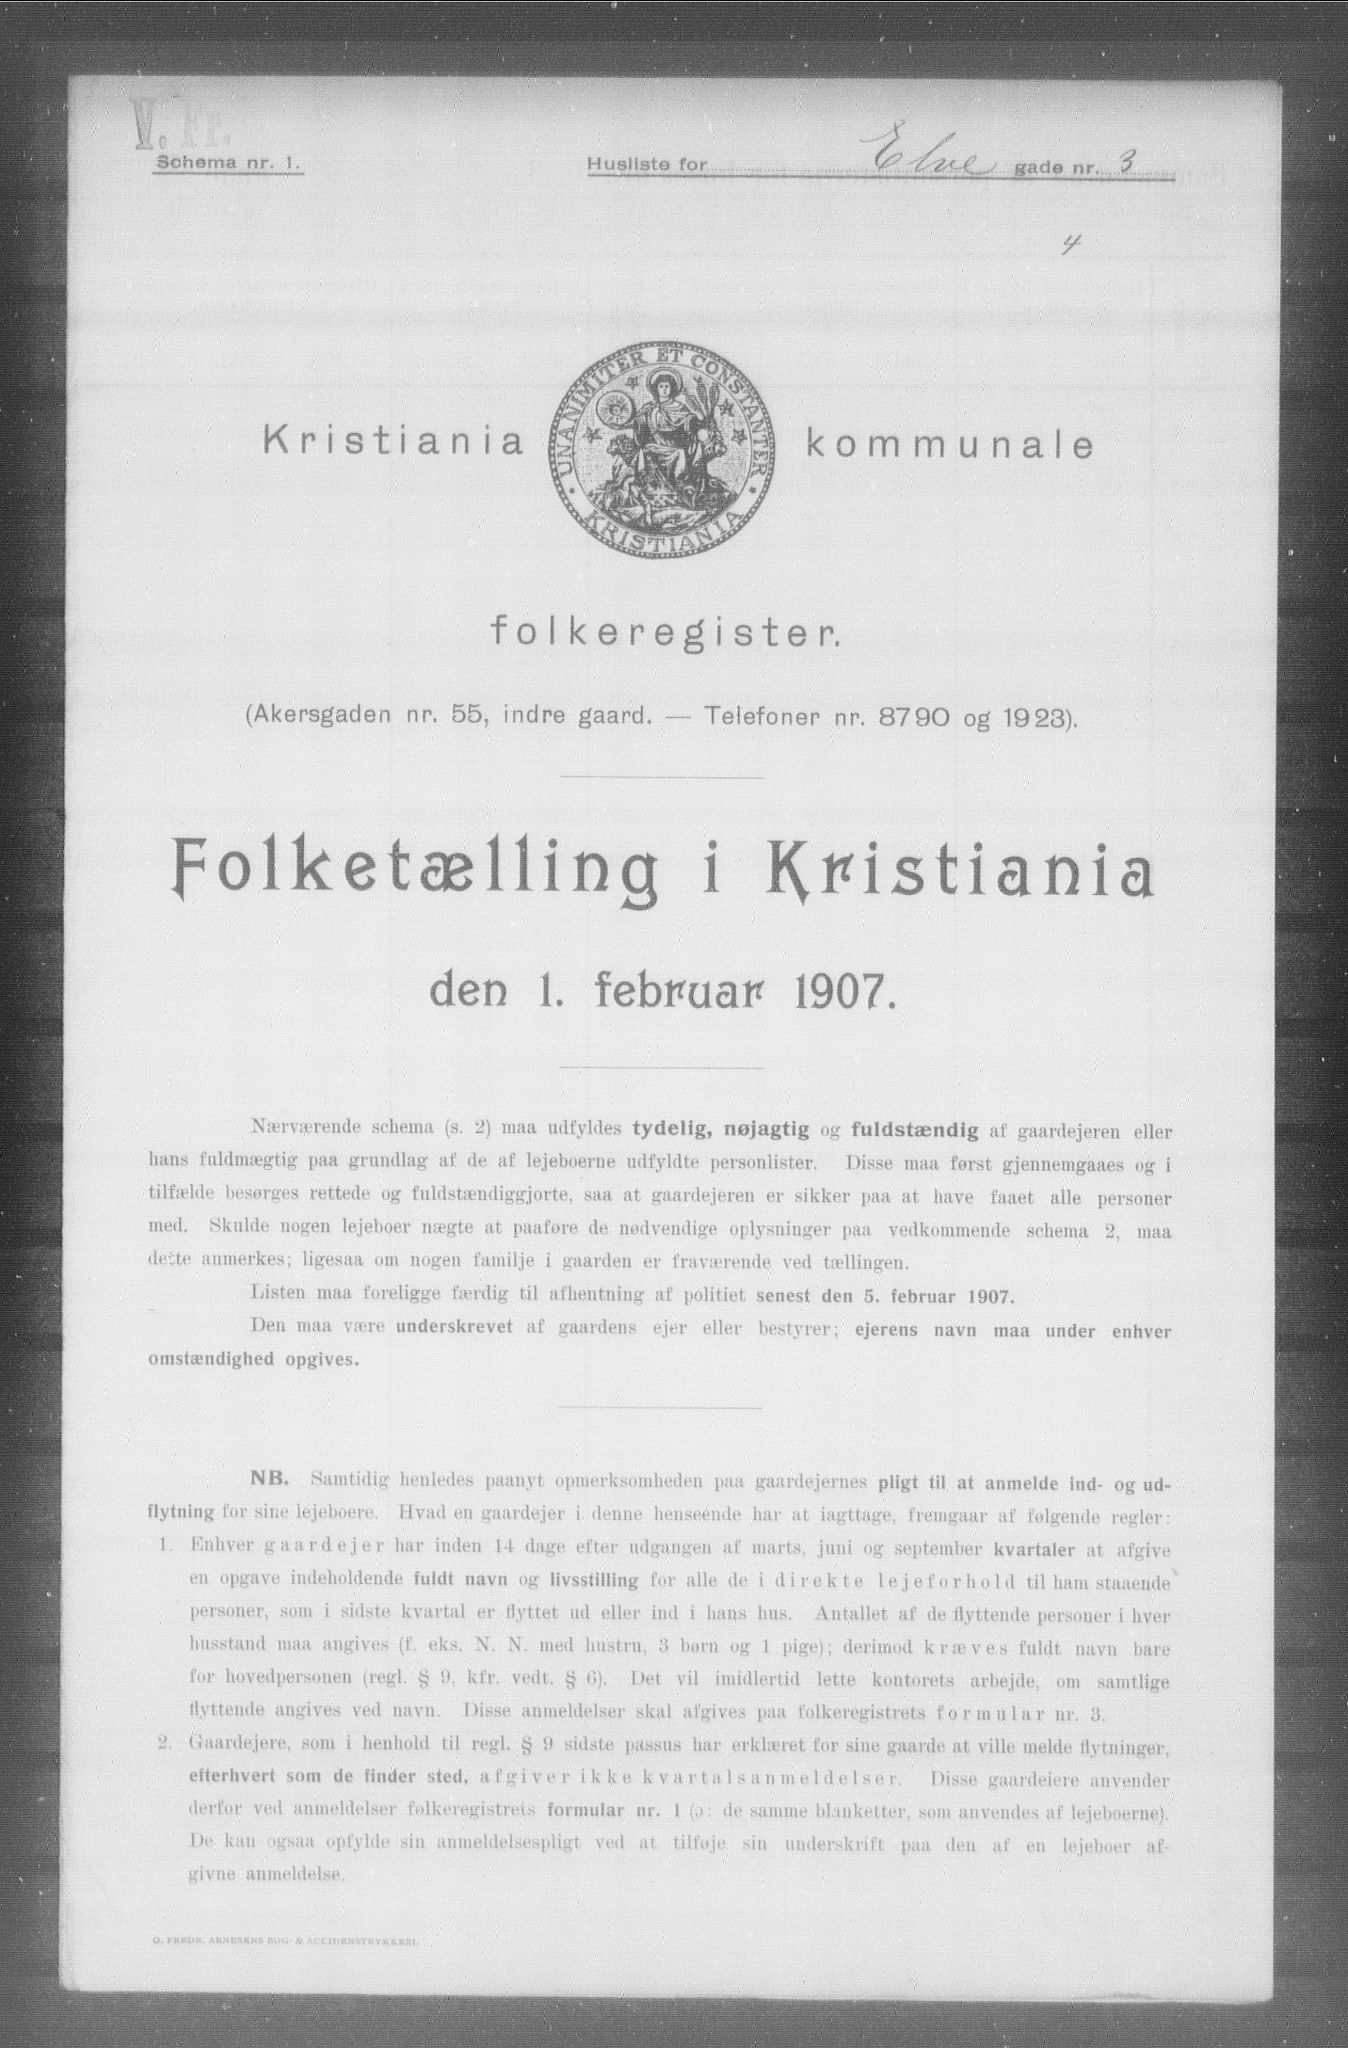 V. Fr.
Schema nr. 1.
Husliste for Elve gade nr. 3
4
UNANIMITER ET CONSTANTER
KRISTIANIA
Kristiania kommunale
folkeregister.
(Akersgaden nr. 55, indre gaard. — Telefoner nr. 8790 og 1923).
Folketælling i Kristiania
den 1. februar 1907.
Nærværende schema (s. 2) maa udfyldes tydelig, nøjagtig og fuldstændig af gaardejeren eller
hans fuldmægtig paa grundlag af de af lejeboerne udfyldte personlister. Disse maa først gjennemgaaes og i
tilfælde besørges rettede og fuldstændiggjorte, saa at gaardejeren er sikker paa at have faaet alle personer
med. Skulde nogen lejeboer nægte at paaføre de nødvendige oplysninger paa vedkommende schema 2, maa
dette anmerkes; ligesaa om nogen familje i gaarden er fraværende ved tællingen.
Listen maa foreligge færdig til afhentning af politiet senest den 5. februar 1907.
Den maa være underskrevet af gaardens ejer eller bestyrer; ejerens navn maa under enhver
omstændighed opgives.
NB. Samtidig henledes paanyt opmerksomheden paa gaardejernes pligt til at anmelde ind- og ud-
flytning for sine lejeboere. Hvad en gaardejer i denne henseende har at iagttage, fremgaar af følgende regler:
1. Enhver gaardejer har inden 14 dage efter udgangen af marts, juni og september kvartaler at afgive
en opgave indeholdende fuldt navn og livsstilling for alle de i direkte lejeforhold til ham staaende
personer, som i sidste kvartal er flyttet ud eller ind i hans hus. Antallet af de flyttende personer i hver
husstand maa angives (f. eks. N. N. med hustru, 3 børn og 1 pige); derimod kræves fuldt navn bare
for hovedpersonen (regl. § 9, kfr. vedt. § 6). Det vil imidlertid lette kontorets arbejde, om samtlige
flyttende angives ved navn. Disse anmeldelser skal afgives paa folkeregistrets formular nr. 3.
2. Gaardejere, som i henhold til regl. § 9 sidste passus har erklæret for sine gaarde at ville melde flytninger,
efterhvert som de finder sted, afgiver ikke kvartalsanmeldelser. Disse gaardeiere anvender
derfor ved anmeldelser folkeregistrets formular nr. 1 (ɔ: de samme blanketter, som anvendes af lejeboerne).
De kan ogsaa opfylde sin anmeldelsespligt ved at tilføje sin underskrift paa den af en lejeboer af-
givne anmeldelse.
O. FREDR. ARNESENS BOG- & ACCIDENSTRYKKERI.